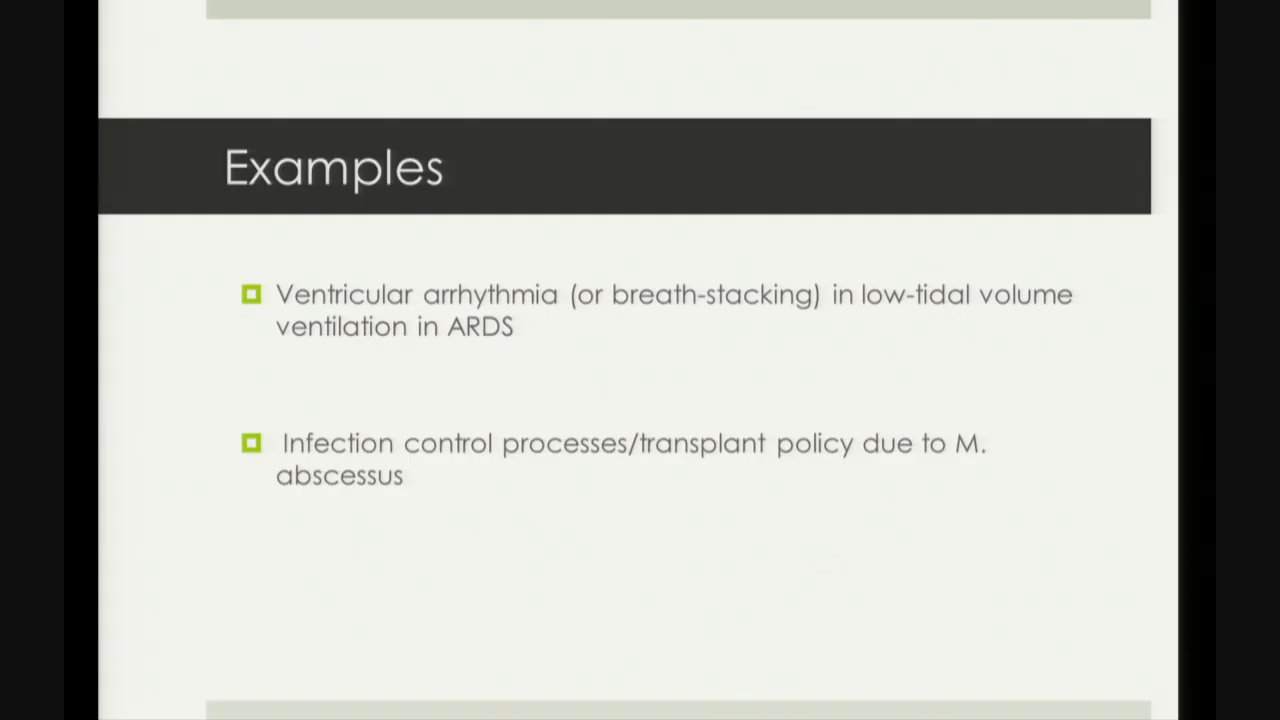 Examples
Ventricular arrhythmia (or breath-stacking) in low-tidal volume
ventilation in ARDS
Infection control processes/transplant policy due to M.
abscessus